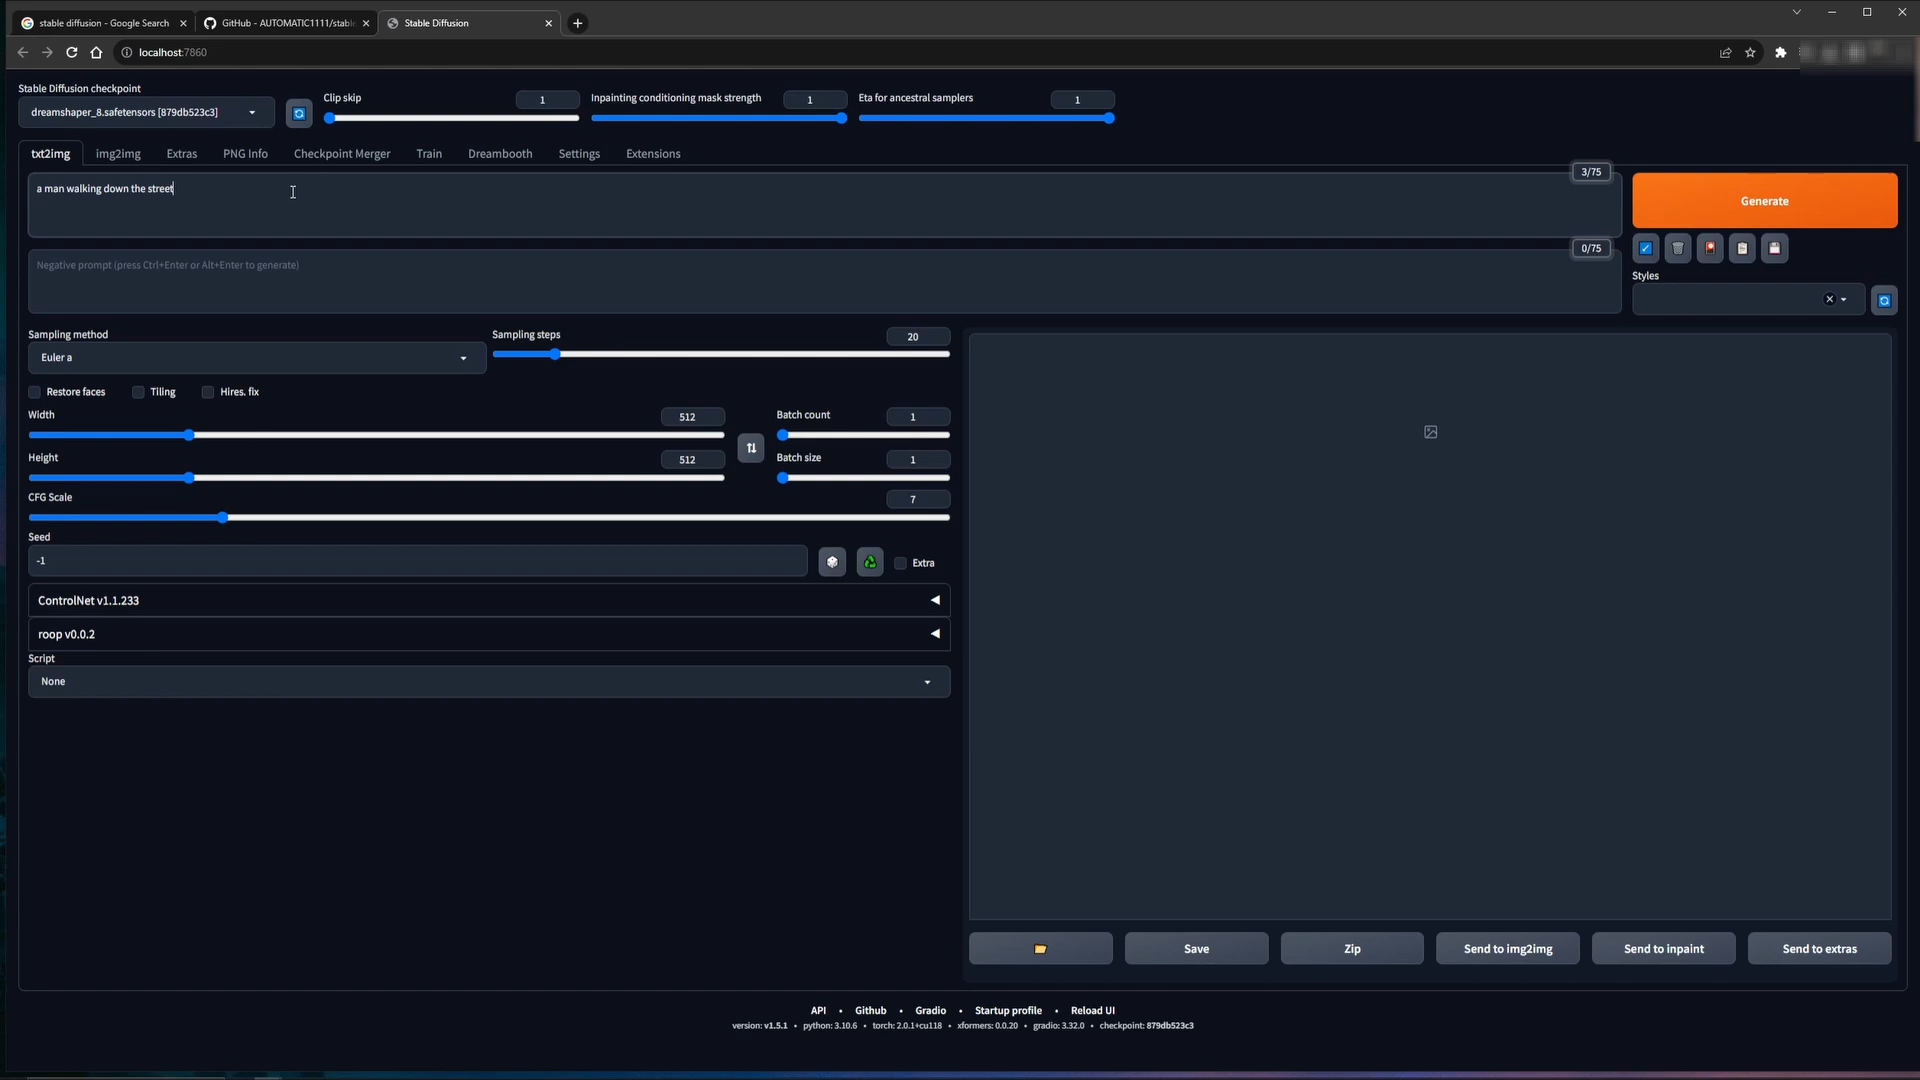 stable diffusion - Google Search
GitHub - AUTOMATIC1111/stabl
Stable Diffusion
localhost:7860
Stable Diffusion checkpoint
dreamshaper_8.safetensors [879db523c3]
Clip skip
1
Inpainting conditioning mask strength
1
Eta for ancestral samplers
1
txt2img
img2img
Extras
PNG Info
Checkpoint Merger
Train
Dreambooth
Settings
Extensions
a man walking down the street
3/75
Generate
Negative prompt (press Ctrl+Enter or Alt+Enter to generate)
0/75
Styles
Sampling method
Euler a
Sampling steps
20
Restore faces
Tiling
Hires. fix
Width
512
Batch count
1
Height
512
Batch size
1
CFG Scale
7
Seed
-1
Extra
ControlNet v1.1.233
roop v0.0.2
Script
None
Save
Zip
Send to img2img
Send to inpaint
Send to extras
API • Github • Gradio • Startup profile • Reload UI
version: v1.5.1 • python: 3.10.6 • torch: 2.0.1+cu118 • xformers: 0.0.20 • gradio: 3.32.0 • checkpoint: 879db523c3